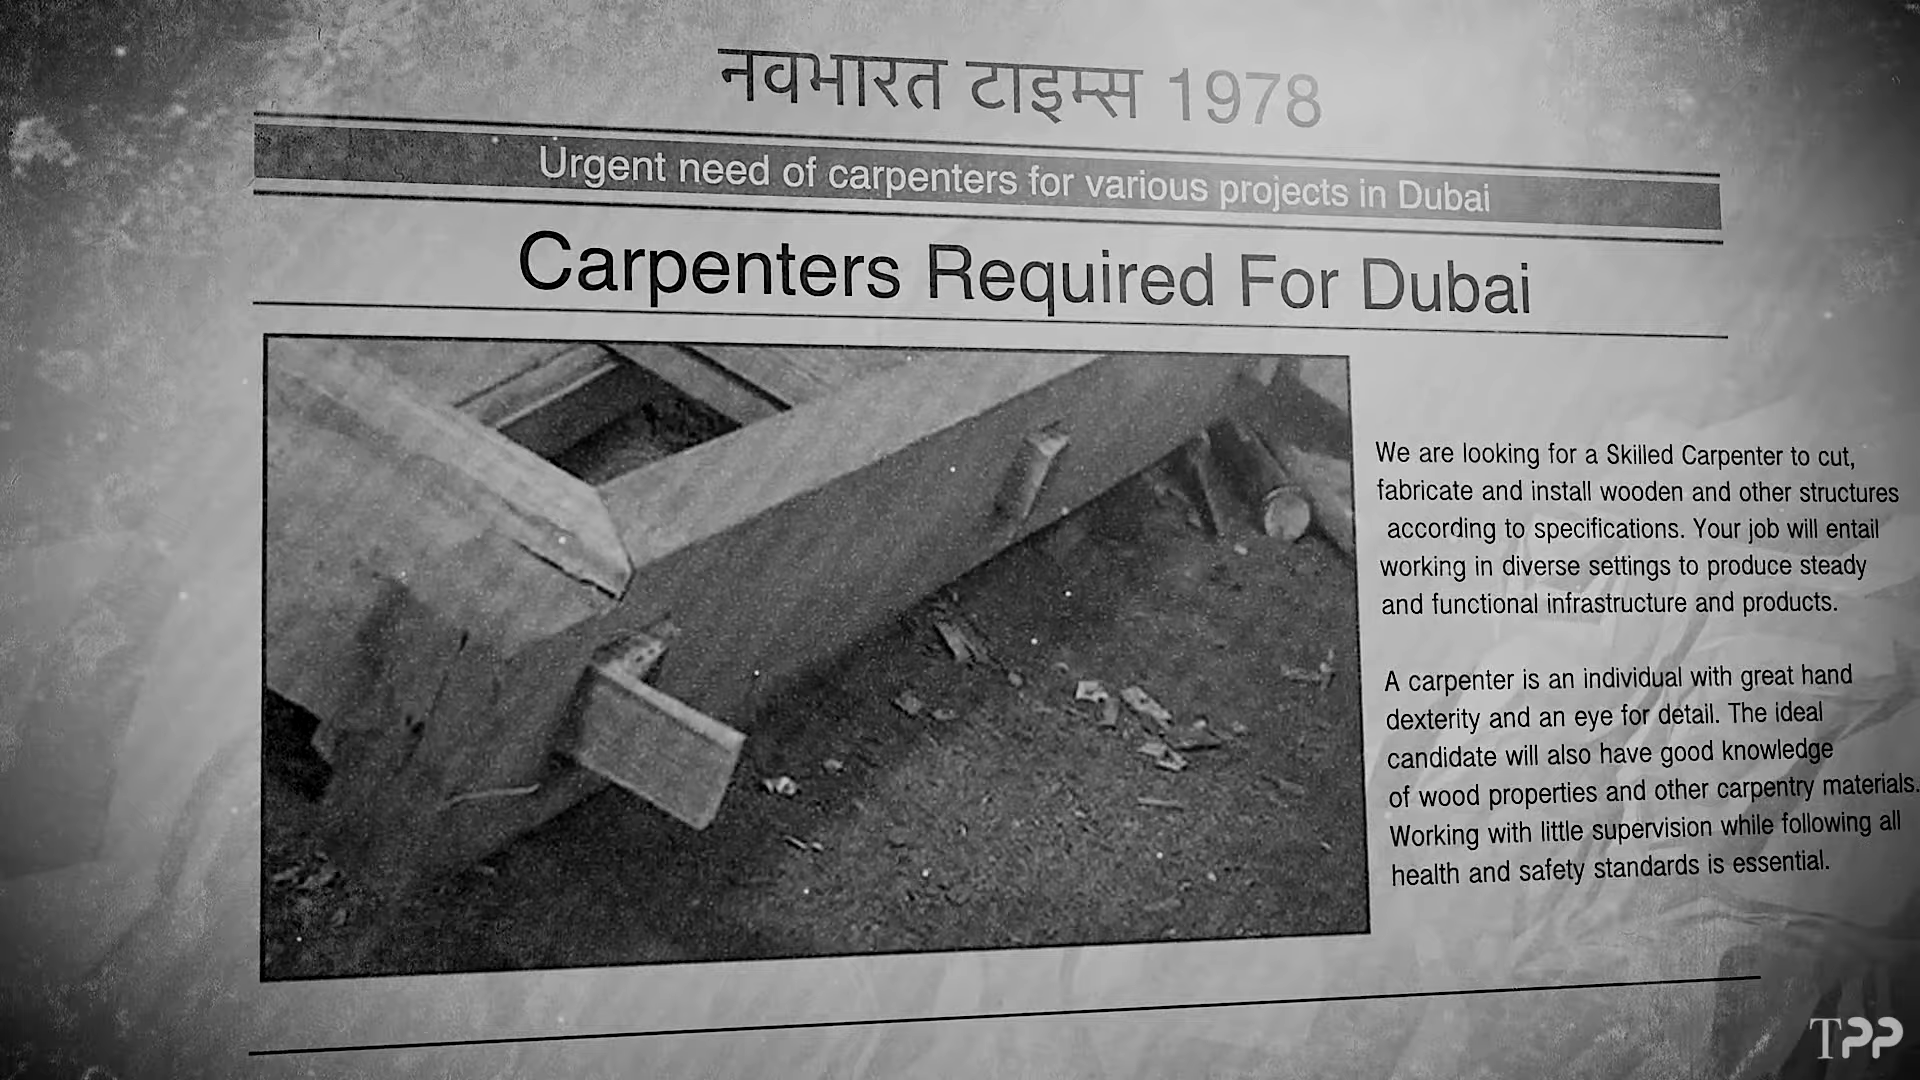 नवभारत टाइम्स 1978
Urgent need of carpenters for various projects in Dubai
Carpenters Required For Dubai
We are looking for a Skilled Carpenter to cut,
fabricate and install wooden and other structures
according to specifications. Your job will entail
working in diverse settings to produce steady
and functional infrastructure and products.
A carpenter is an individual with great hand
dexterity and an eye for detail. The ideal
candidate will also have good knowledge
of wood properties and other carpentry materials.
Working with little supervision while following all
health and safety standards is essential.
TPP